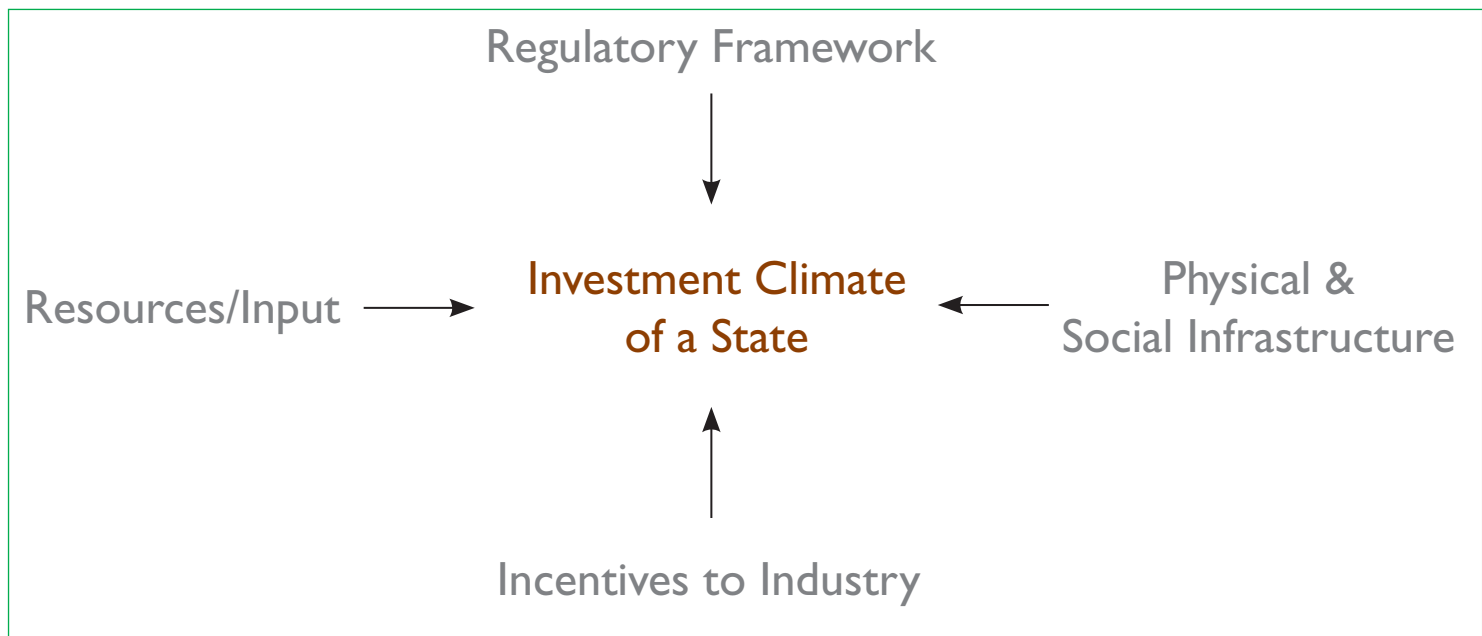 Regulatory Framework
Resources/Input
Investment Climate
of a State
Physical &
Social Infrastructure
Incentives to Industry